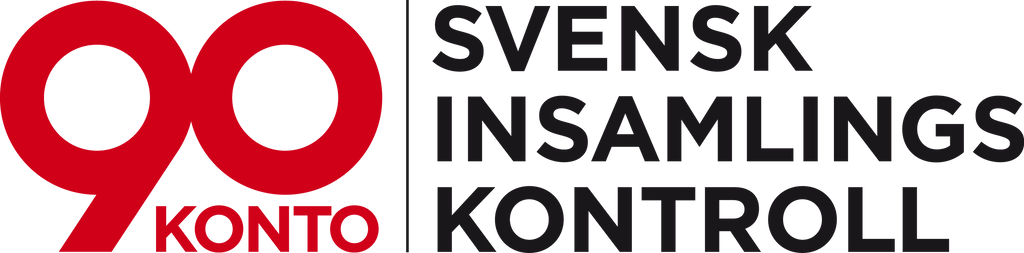 90
KONTO
SVENSK
INSAMLINGS
KONTROLL